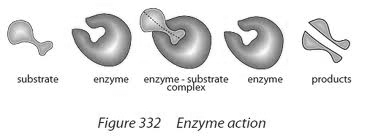 substrate
enzyme
enzyme - substrate
complex
enzyme
products
Figure 332 Enzyme action